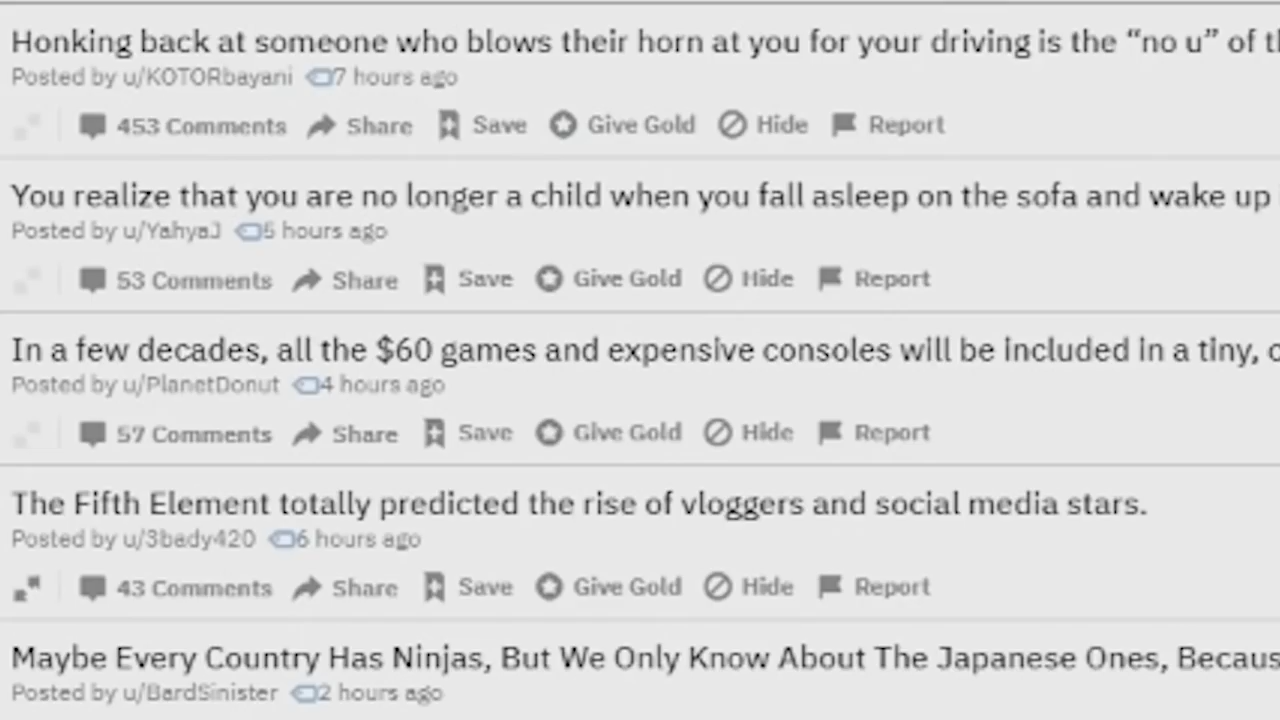 Honking back at someone who blows their horn at you for your driving is the “no u” of
Posted by u/KOTORbayani 7 hours ago
453 Comments Share Save Give Gold Hide Report
You realize that you are no longer a child when you fall asleep on the sofa and wake up
Posted by u/YahyaJ 5 hours ago
53 Comments Share Save Give Gold Hide Report
In a few decades, all the $60 games and expensive consoles will be included in a tiny,
Posted by u/PlanetDonut 4 hours ago
57 Comments Share Save Give Gold Hide Report
The Fifth Element totally predicted the rise of vloggers and social media stars.
Posted by u/3bady420 6 hours ago
43 Comments Share Save Give Gold Hide Report
Maybe Every Country Has Ninjas, But We Only Know About The Japanese Ones, Becaus
Posted by u/BardSinister 2 hours ago